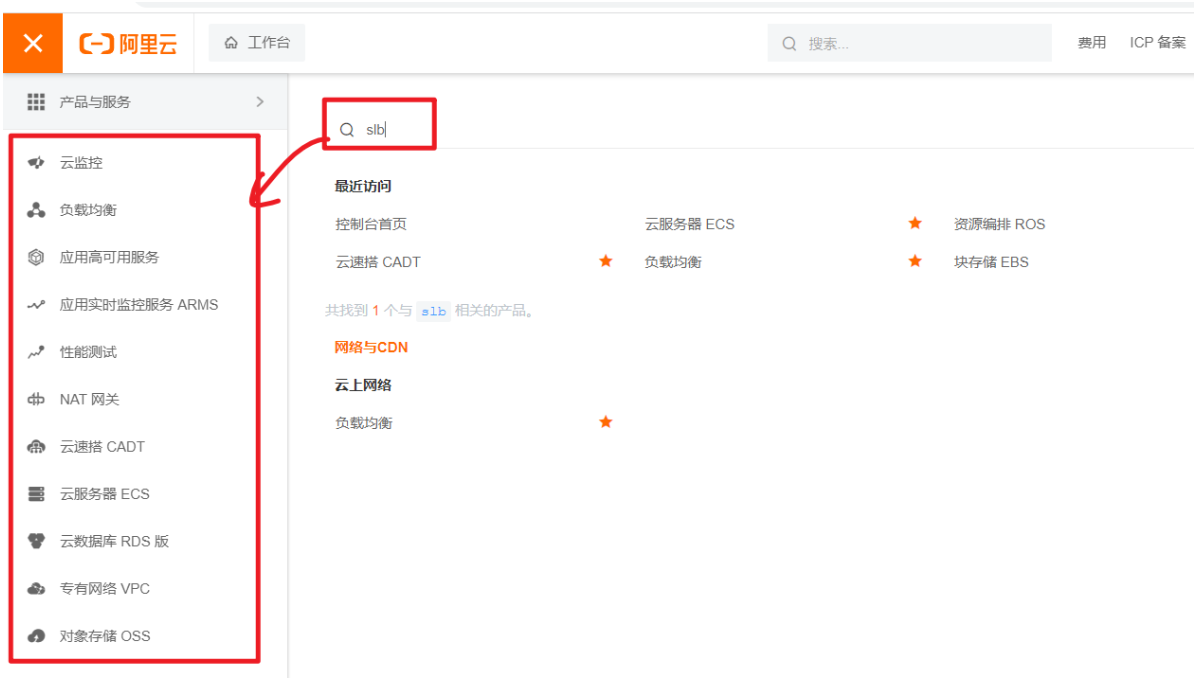 阿里云 工作台 搜索... 费用 ICP 备案
产品与服务
云监控
负载均衡
应用高可用服务
应用实时监控服务 ARMS
性能测试
NAT 网关
云速搭 CADT
云服务器 ECS
云数据库 RDS 版
专有网络 VPC
对象存储 OSS
slb
最近访问
控制台首页 云服务器 ECS 资源编排 ROS
云速搭 CADT 负载均衡 块存储 EBS
共找到 1 个与 slb 相关的产品。
网络与CDN
云上网络
负载均衡